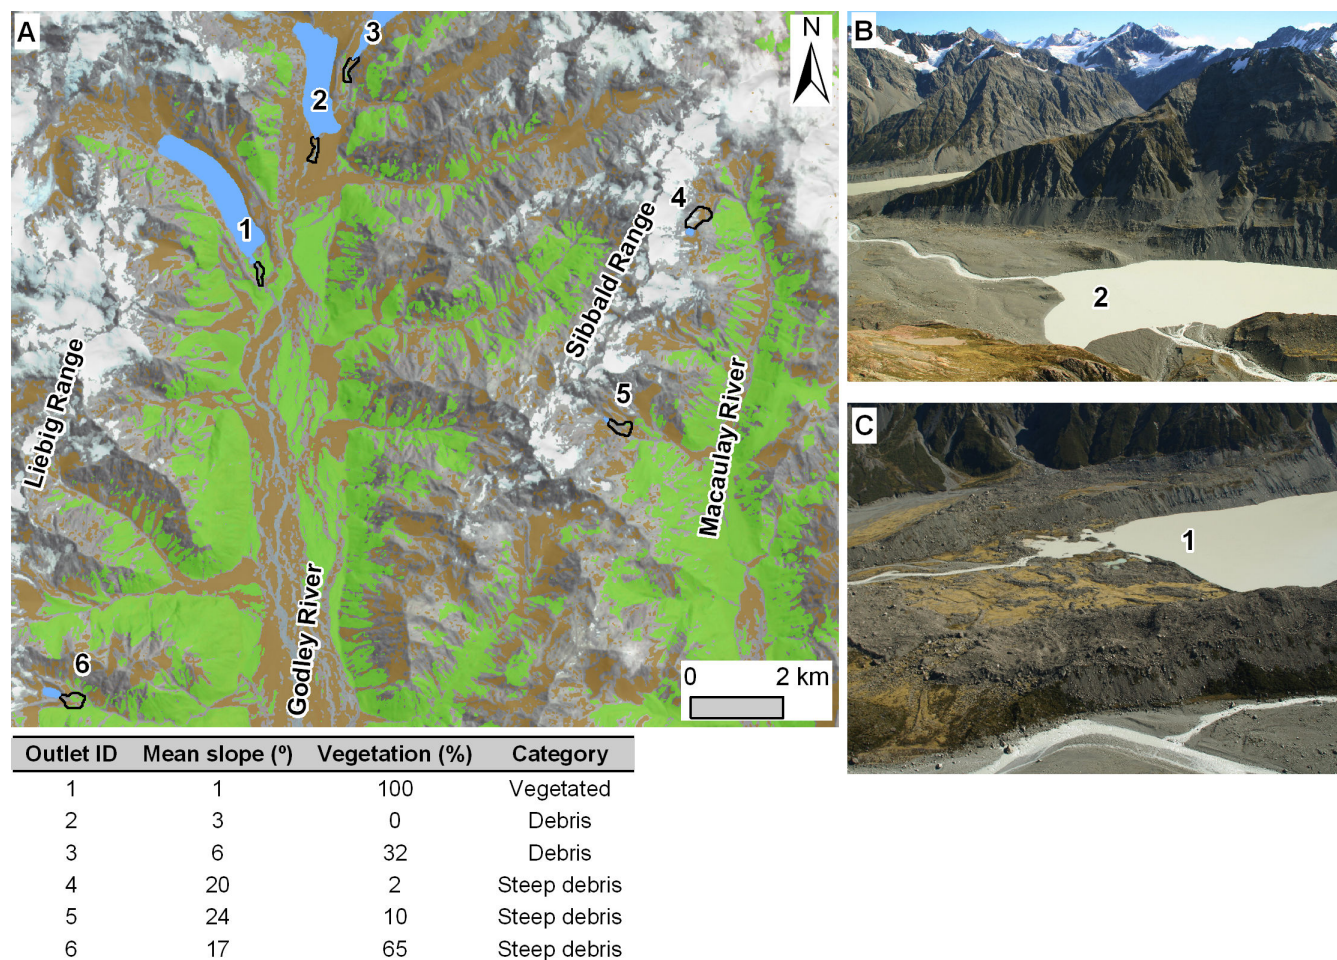 A
N
3
2
1
4
Sibbald Range
5
Liebig Range
Macaulay River
Godley River
6
0 2 km
B
2
C
1
Outlet ID Mean slope (º) Vegetation (%) Category
1 1 100 Vegetated
2 3 0 Debris
3 6 32 Debris
4 20 2 Steep debris
5 24 10 Steep debris
6 17 65 Steep debris